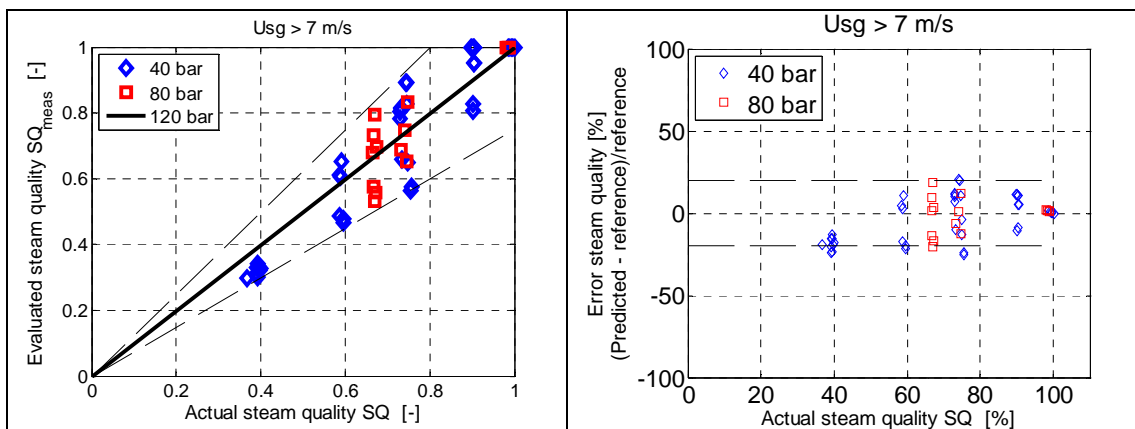 Usg > 7 m/s
Evaluated steam quality SQmeas [-]
1
0.8
0.6
0.4
0.2
40 bar
80 bar
120 bar
0
0.2
0.4
0.6
0.8
1
Actual steam quality SQ [-]
Usg > 7 m/s
Error steam quality [%]
(Predicted - reference)/reference
100
50
0
-50
-100
40 bar
80 bar
0
20
40
60
80
100
Actual steam quality SQ [%]